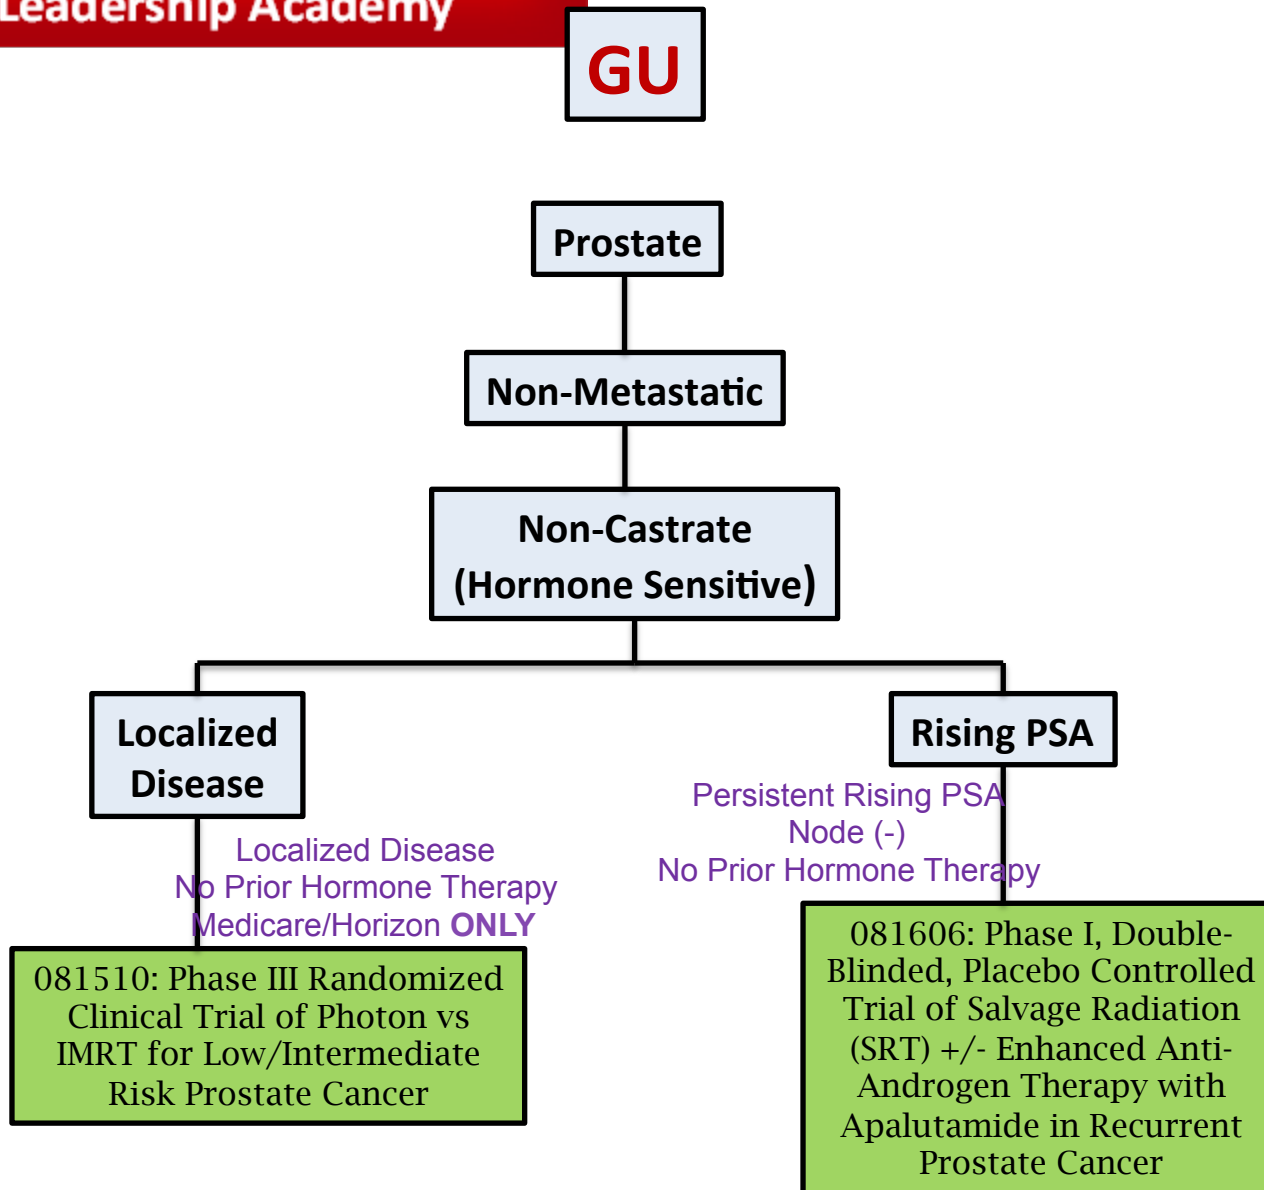 Leadership Academy
GU
Prostate
Non-Metastatic
Non-Castrate
(Hormone Sensitive)
Localized
Disease
Rising PSA
Localized Disease
No Prior Hormone Therapy
Medicare/Horizon ONLY
Persistent Rising PSA
Node (-)
No Prior Hormone Therapy
081510: Phase III Randomized
Clinical Trial of Photon vs
IMRT for Low/Intermediate
Risk Prostate Cancer
081606: Phase I, Double-
Blinded, Placebo Controlled
Trial of Salvage Radiation
(SRT) +/- Enhanced Anti-
Androgen Therapy with
Apalutamide in Recurrent
Prostate Cancer